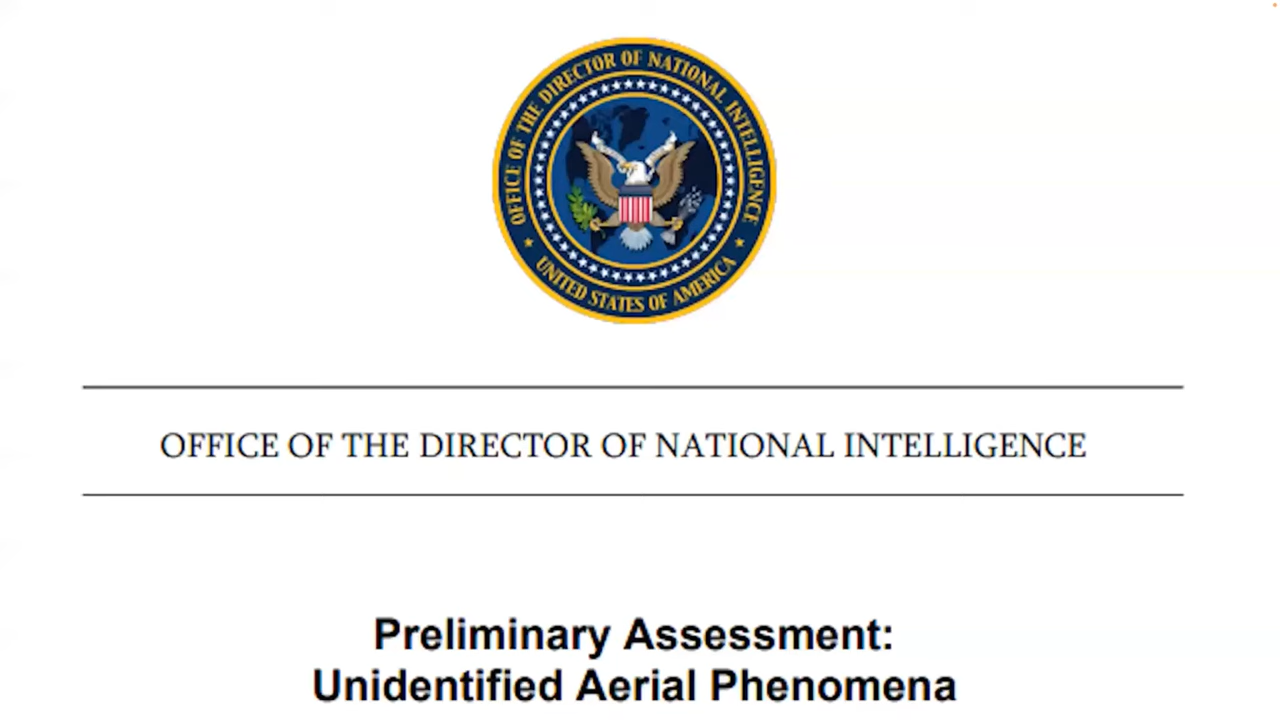 OFFICE OF THE DIRECTOR OF NATIONAL INTELLIGENCE
UNITED STATES OF AMERICA
OFFICE OF THE DIRECTOR OF NATIONAL INTELLIGENCE
Preliminary Assessment:
Unidentified Aerial Phenomena